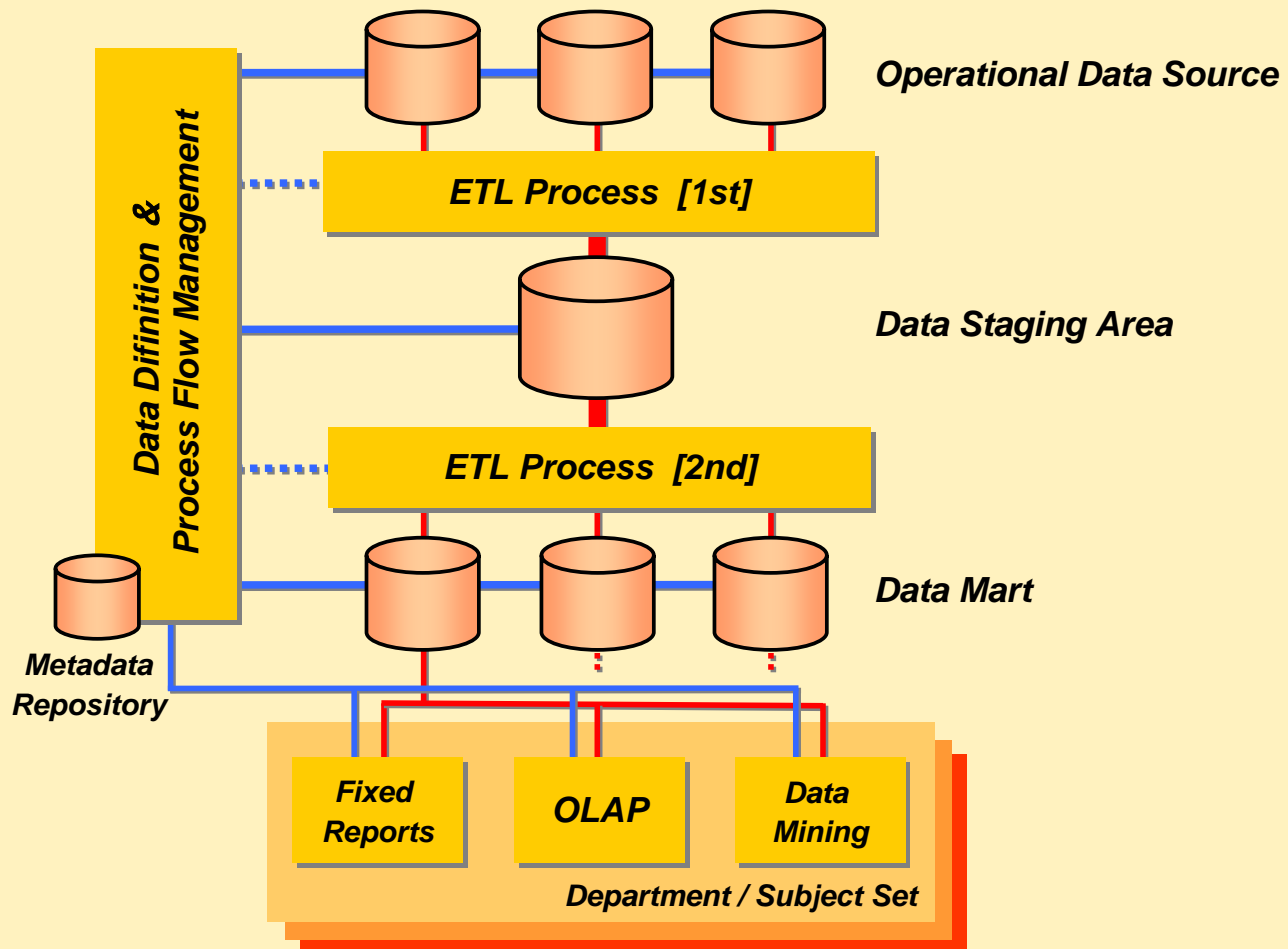 Operational Data Source
Data Difinition &
Process Flow Management
ETL Process [1st]
Data Staging Area
ETL Process [2nd]
Data Mart
Metadata
Repository
Fixed
Reports
OLAP
Data
Mining
Department / Subject Set